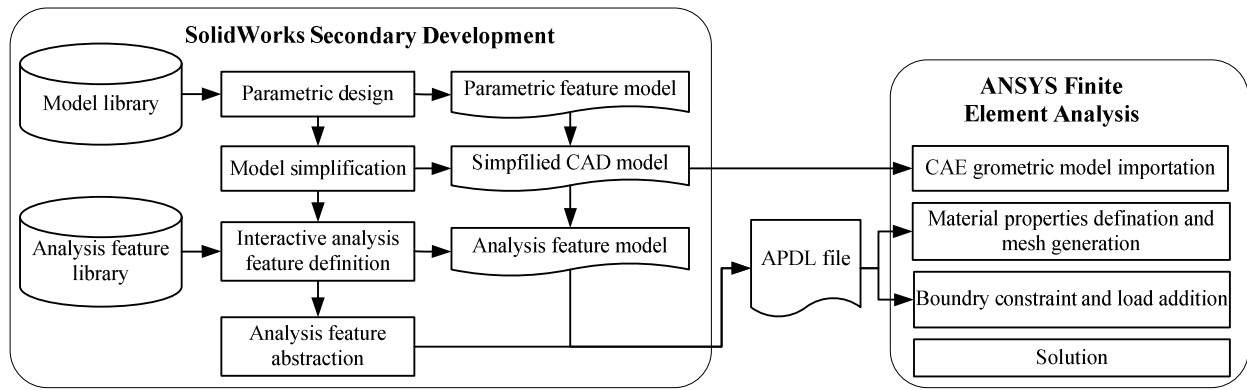 SolidWorks Secondary Development
Model library
Parametric design
Parametric feature model
Model simplification
Simpfilied CAD model
Analysis feature
library
Interactive analysis
feature definition
Analysis feature model
Analysis feature
abstraction
APDL file
ANSYS Finite
Element Analysis
CAE grometric model importation
Material properties defination and
mesh generation
Boundry constraint and load addition
Solution